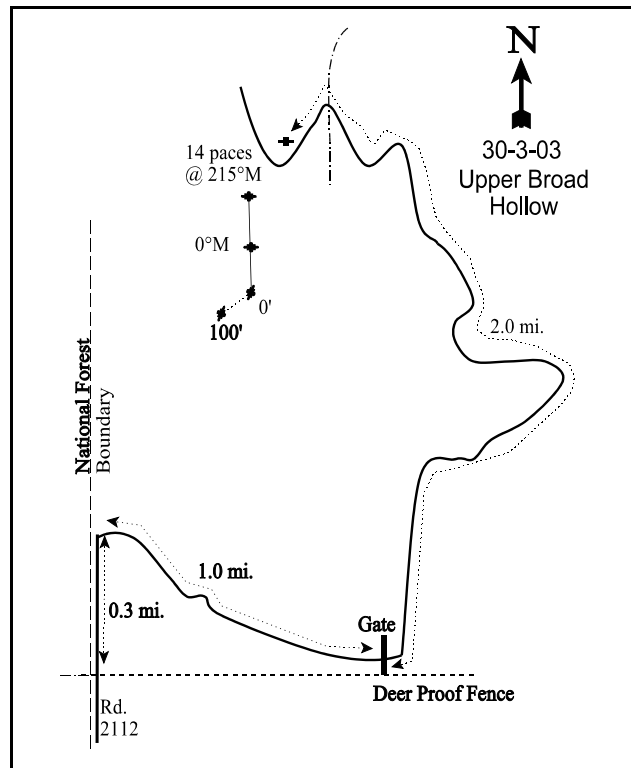 N
30-3-03
Upper Broad
Hollow
14 paces
@ 215°M
0°M
0'
100'
2.0 mi.
National Forest
Boundary
1.0 mi.
0.3 mi.
Gate
Deer Proof Fence
Rd.
2112